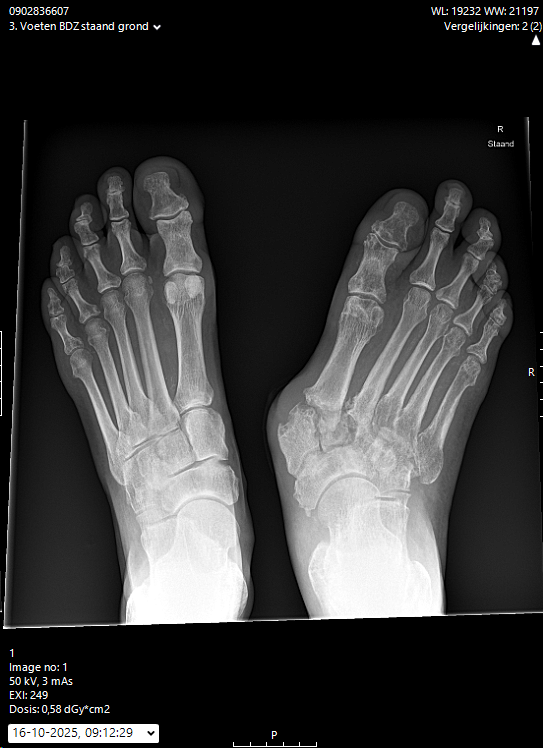 0902836607
WL: 19232 WW: 21197
3. Voeten BDZ staand grond
Vergelijkingen: 2 (2)
R
Staand
R
1
Image no: 1
50 kV, 3 mAs
EXI: 249
Dosis: 0,58 dGy*cm2
16-10-2025, 09:12:29
P